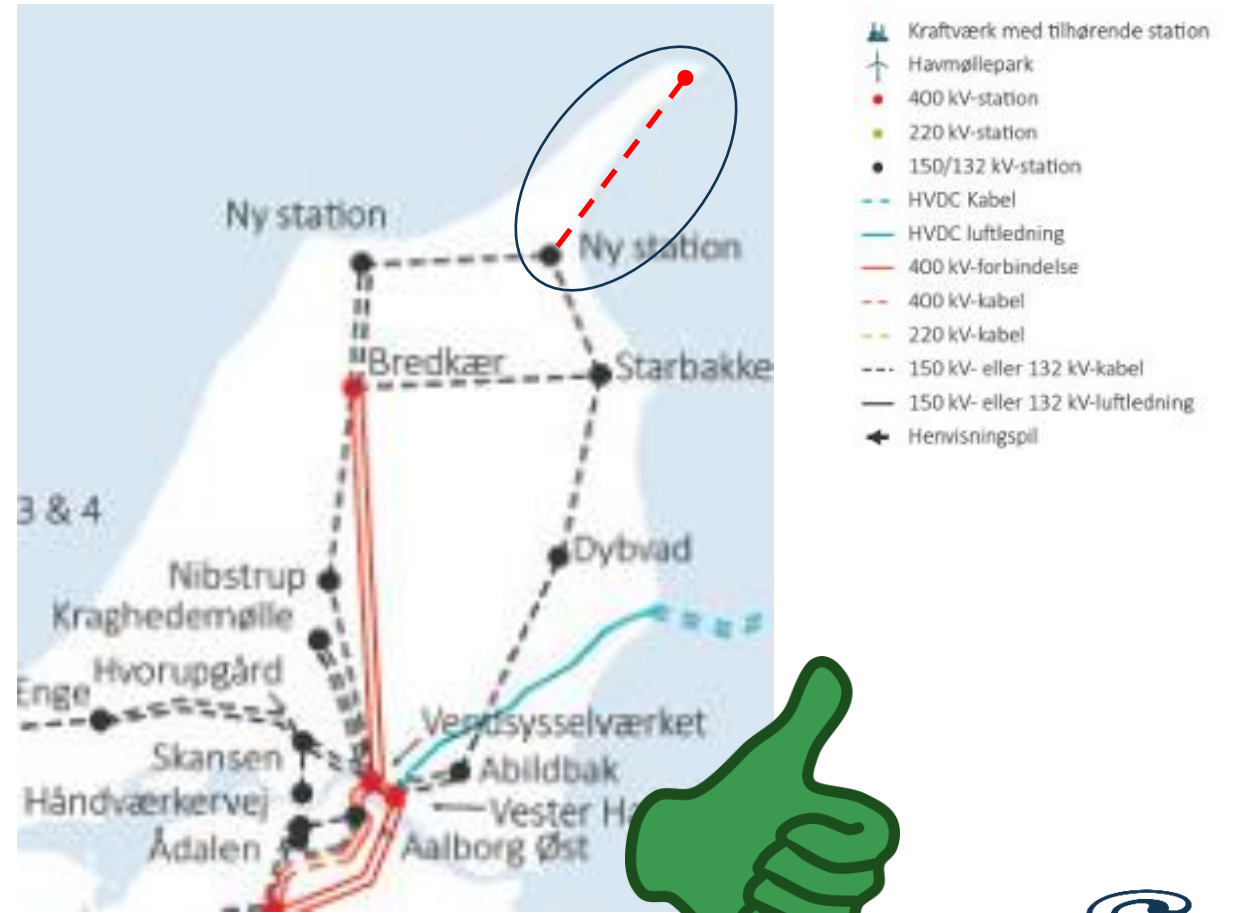 Ny station
Ny station
Bredkær
Starbakke
3 & 4
Dybvad
Nibstrup
Kraghedemølle
Hvorupgård
Enge
Vendsysselværket
Skansen
Abildbak
Håndværkervej
Vester
Ådalen
Aalborg Øst
Kraftværk med tilhørende station
Havmøllepark
400 kV-station
220 kV-station
150/132 kV-station
HVDC Kabel
HVDC luftledning
400 kV-forbindelse
400 kV-kabel
220 kV-kabel
150 kV- eller 132 kV-kabel
150 kV- eller 132 kV-luftledning
Henvisningspil